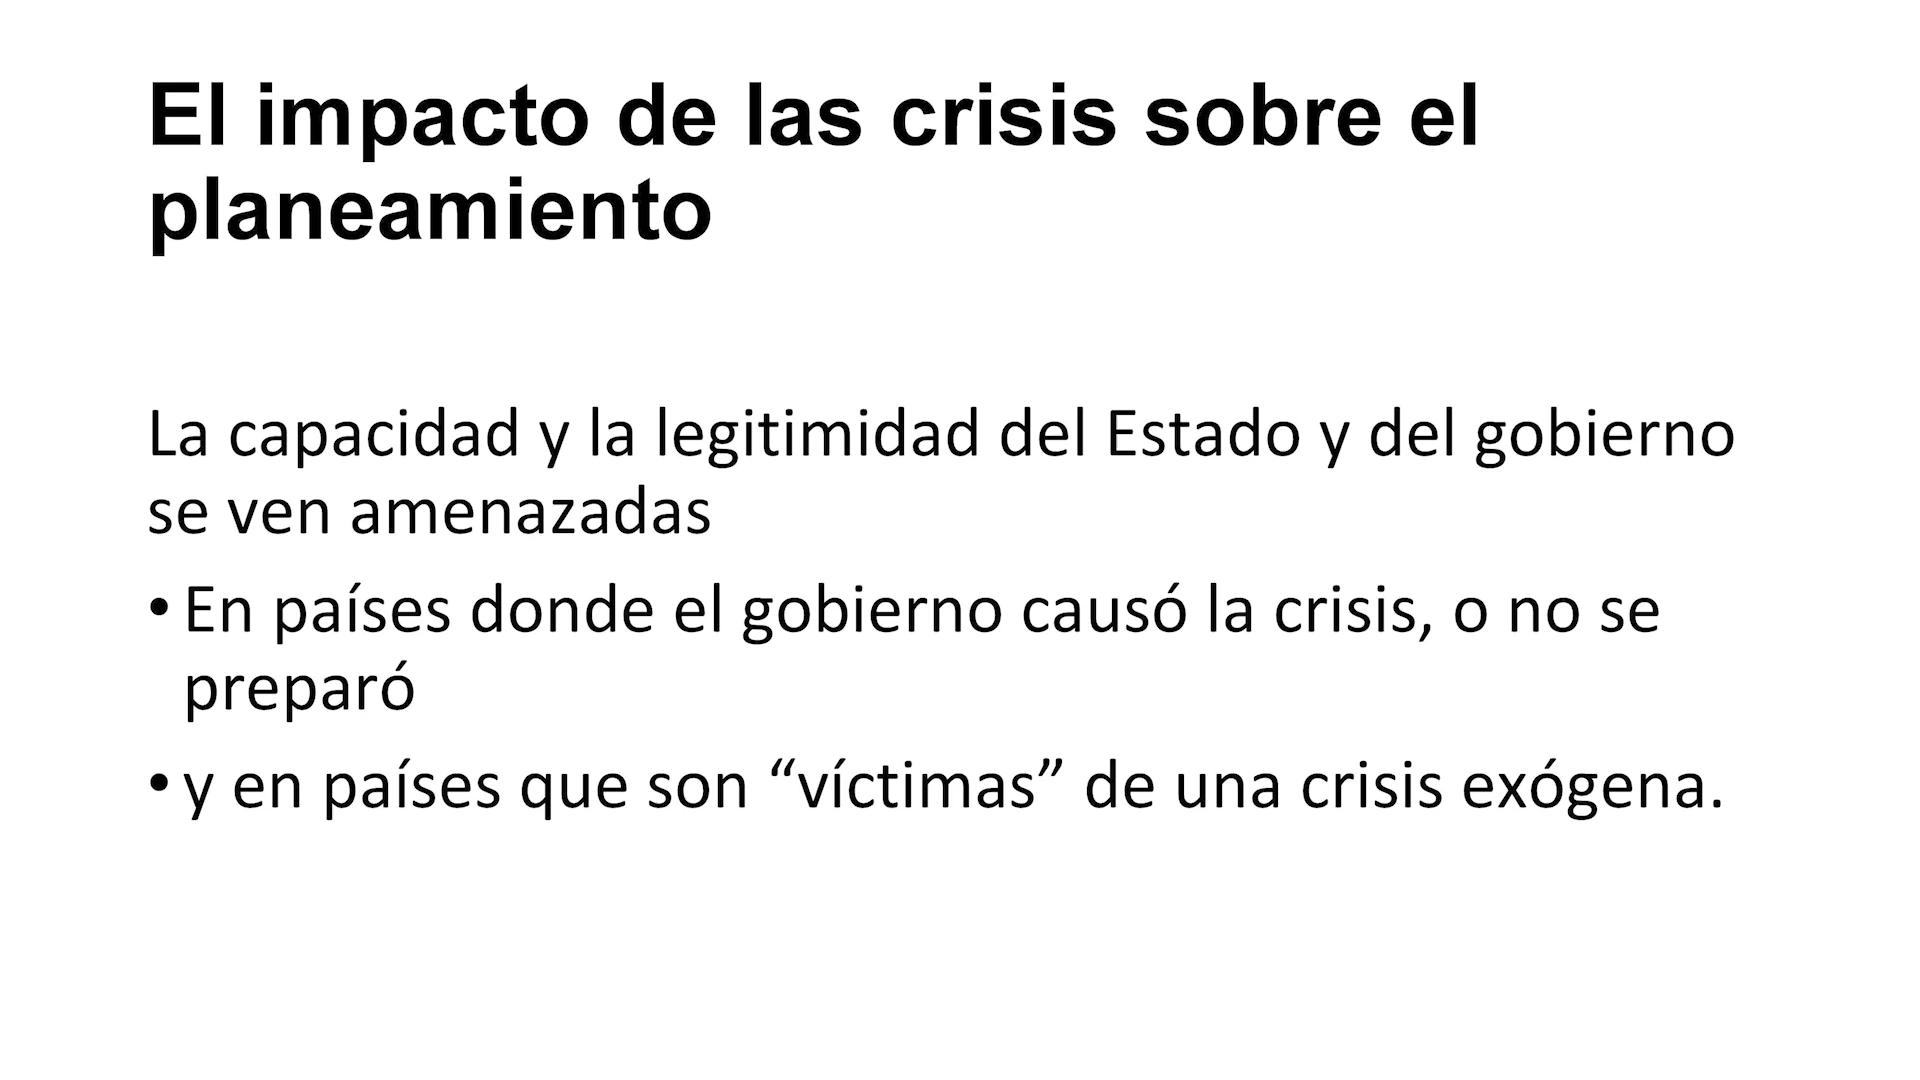 El impacto de las crisis sobre el
planeamiento
La capacidad y la legitimidad del Estado y del gobierno
se ven amenazadas
• En países donde el gobierno causó la crisis, o no se
preparó
• y en países que son “víctimas” de una crisis exógena.